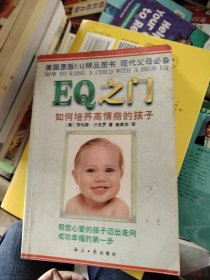 美国原版EQ精品图书 现代父母必备
HOW TO RAISE A CHILD WITH A HIGH EQ
EQ之门
如何培养高情商的孩子
帮您心爱的孩子迈出走向
成功幸福的第一步